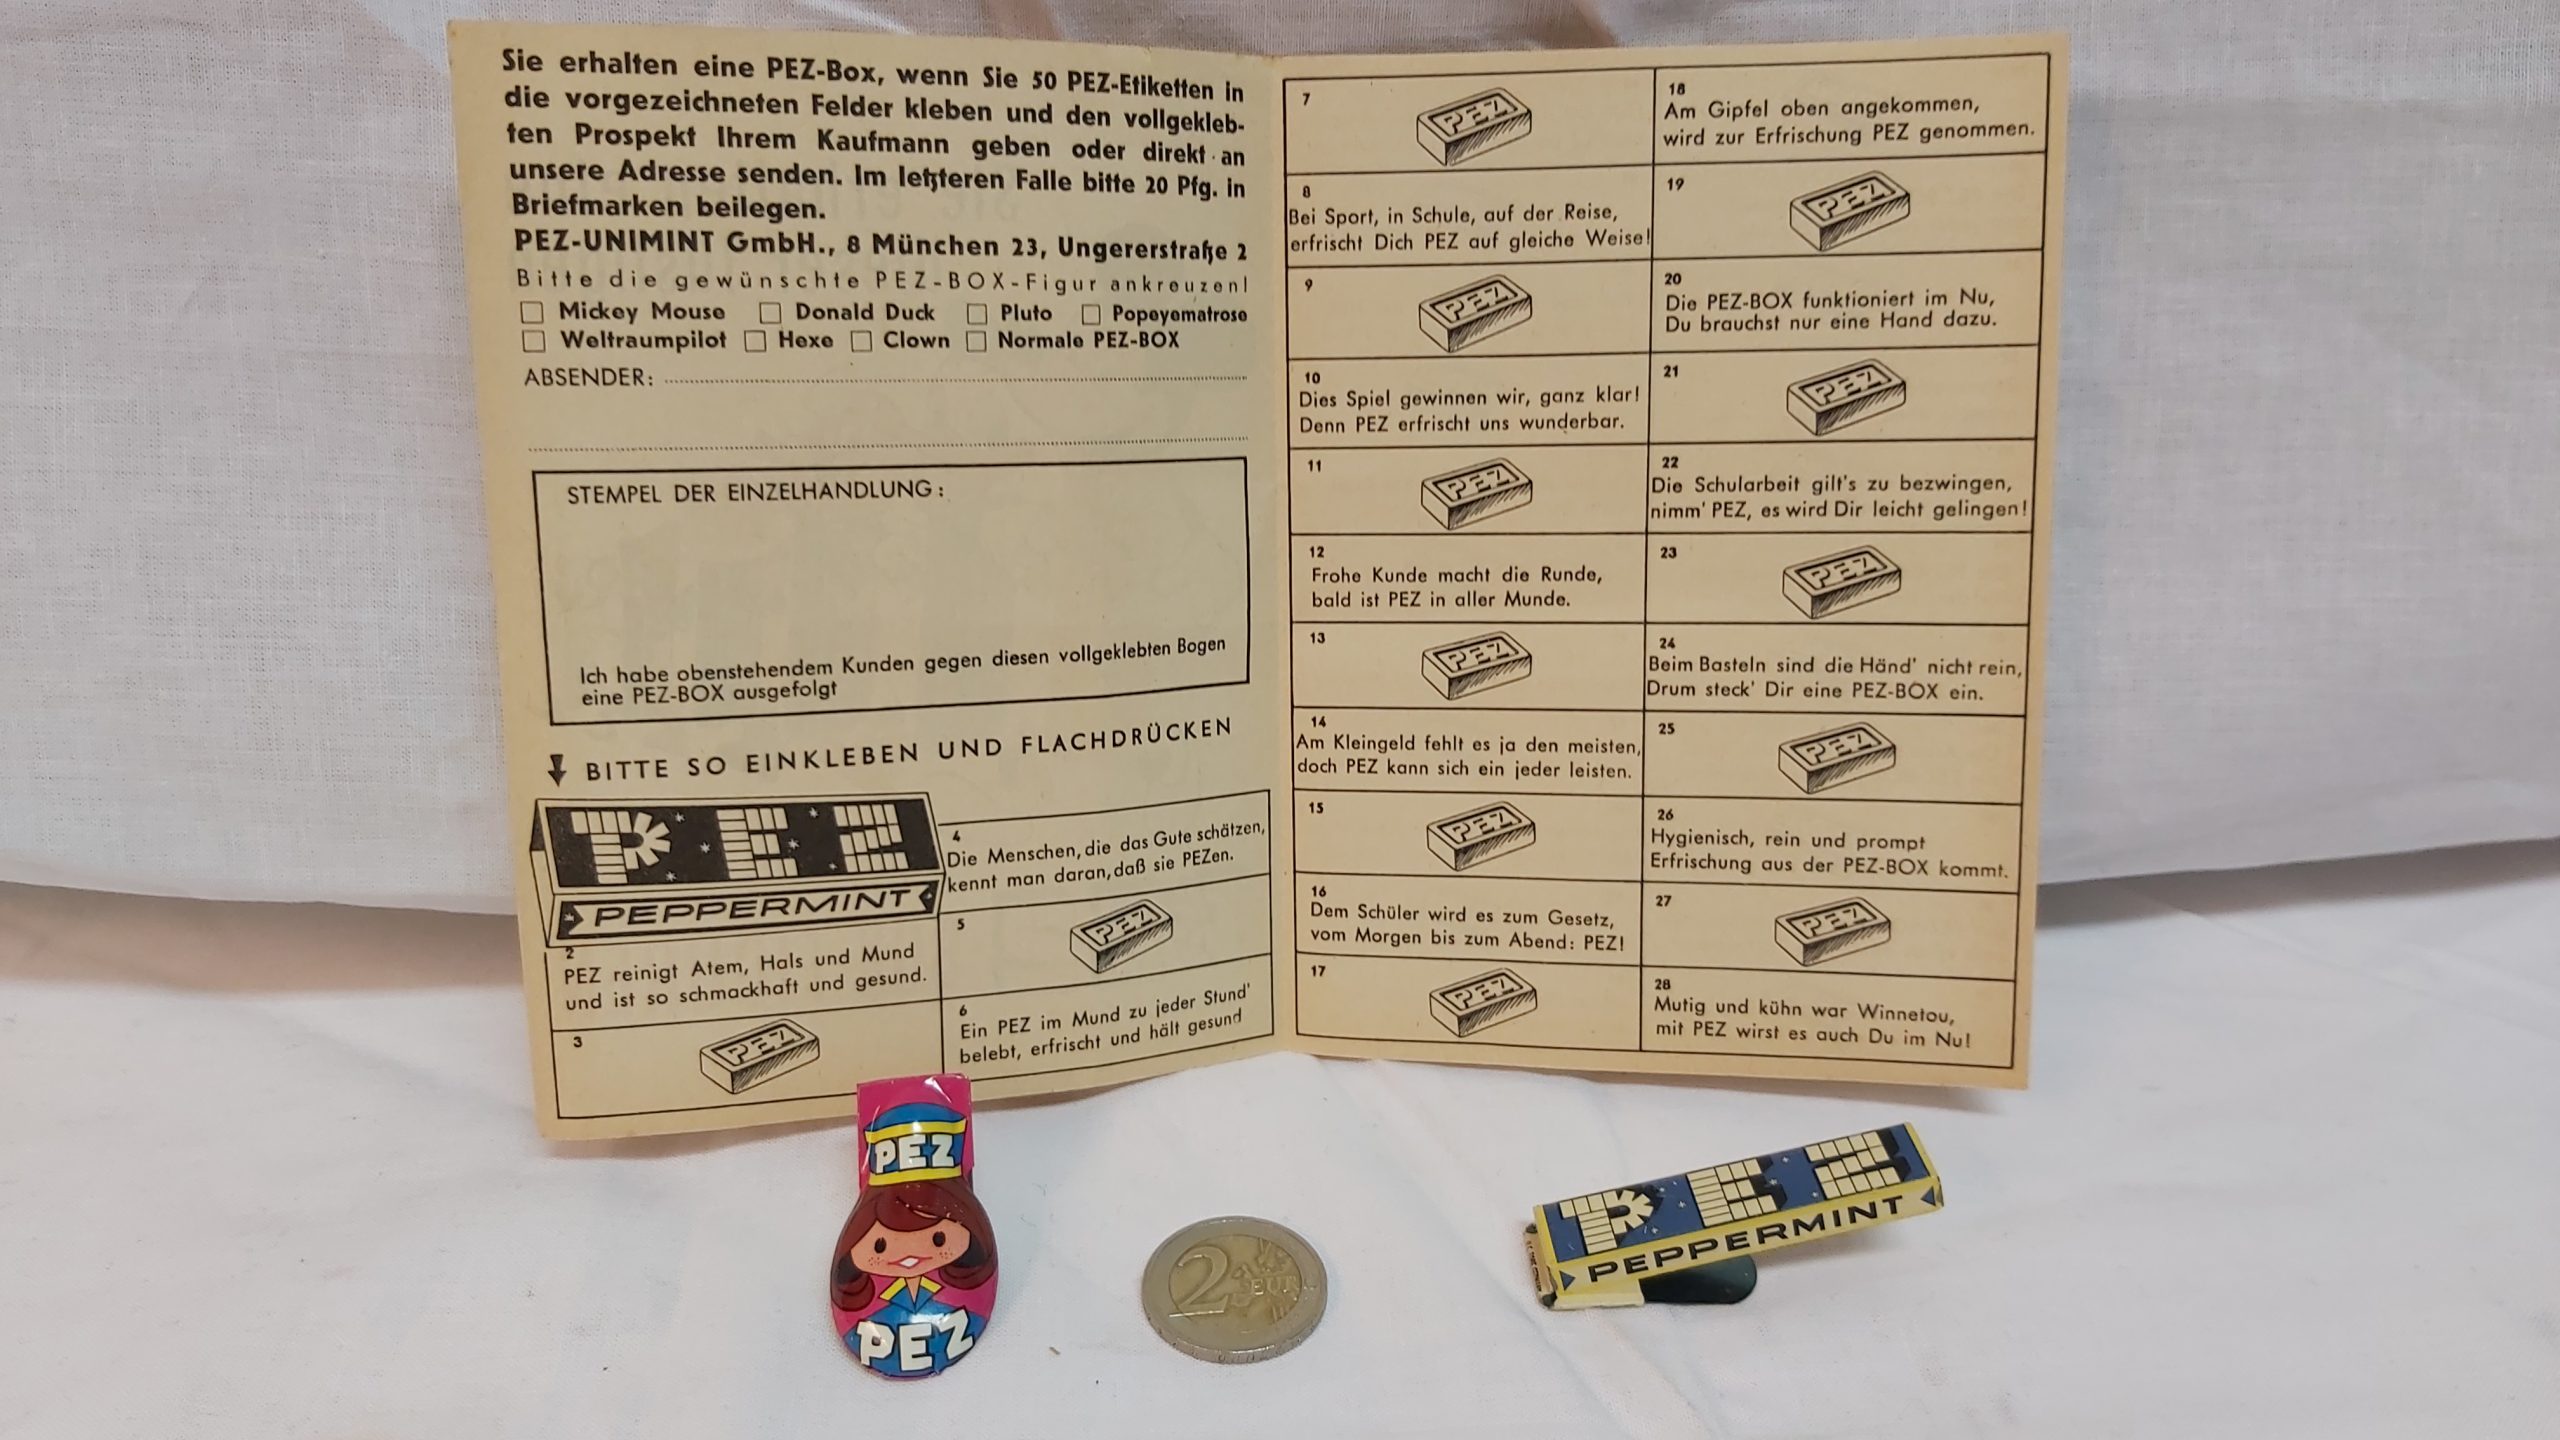 Sie erhalten eine PEZ-Box, wenn Sie 50 PEZ-Etiketten in
die vorgezeichneten Felder kleben und den vollgekleb-
ten Prospekt Ihrem Kaufmann geben oder direkt an
unsere Adresse senden. Im letzteren Falle bitte 20 Pfg. in
Briefmarken beilegen.
PEZ-UNIMINT GmbH., 8 München 23, Ungererstraße 2
Bitte die gewünschte PEZ-BOX-Figur ankreuzen!
Mickey Mouse Donald Duck Pluto Popeyematrose
Weltraumpilot Hexe Clown Normale PEZ-BOX
ABSENDER:
STEMPEL DER EINZELHANDLUNG:
Ich habe obenstehendem Kunden gegen diesen vollgeklebten Bogen
eine PEZ-BOX ausgefolgt
BITTE SO EINKLEBEN UND FLACHDRÜCKEN
PEZ
PEPPERMINT
2
PEZ reinigt Atem, Hals und Mund
und ist so schmackhaft und gesund.
3
PEZ
4
Die Menschen, die das Gute schätzen,
kennt man daran, daß sie PEZen.
5
PEZ
6
Ein PEZ im Mund zu jeder Stund'
belebt, erfrischt und hält gesund
7
PEZ
8
Bei Sport, in Schule, auf der Reise,
erfrischt Dich PEZ auf gleiche Weise!
9
PEZ
10
Dies Spiel gewinnen wir, ganz klar!
Denn PEZ erfrischt uns wunderbar.
11
PEZ
12
Frohe Kunde macht die Runde,
bald ist PEZ in aller Munde.
13
PEZ
14
Am Kleingeld fehlt es ja den meisten,
doch PEZ kann sich ein jeder leisten.
15
PEZ
16
Dem Schüler wird es zum Gesetz,
vom Morgen bis zum Abend: PEZ!
17
PEZ
18
Am Gipfel oben angekommen,
wird zur Erfrischung PEZ genommen.
19
PEZ
20
Die PEZ-BOX funktioniert im Nu,
Du brauchst nur eine Hand dazu.
21
PEZ
22
Die Schularbeit gilt's zu bezwingen,
nimm' PEZ, es wird Dir leicht gelingen!
23
PEZ
24
Beim Basteln sind die Händ' nicht rein,
Drum steck' Dir eine PEZ-BOX ein.
25
PEZ
26
Hygienisch, rein und prompt
Erfrischung aus der PEZ-BOX kommt.
27
PEZ
28
Mutig und kühn war Winnetou,
mit PEZ wirst es auch Du im Nu!
PEZ
PEZ
2 EURO
PEZ
PEPPERMINT